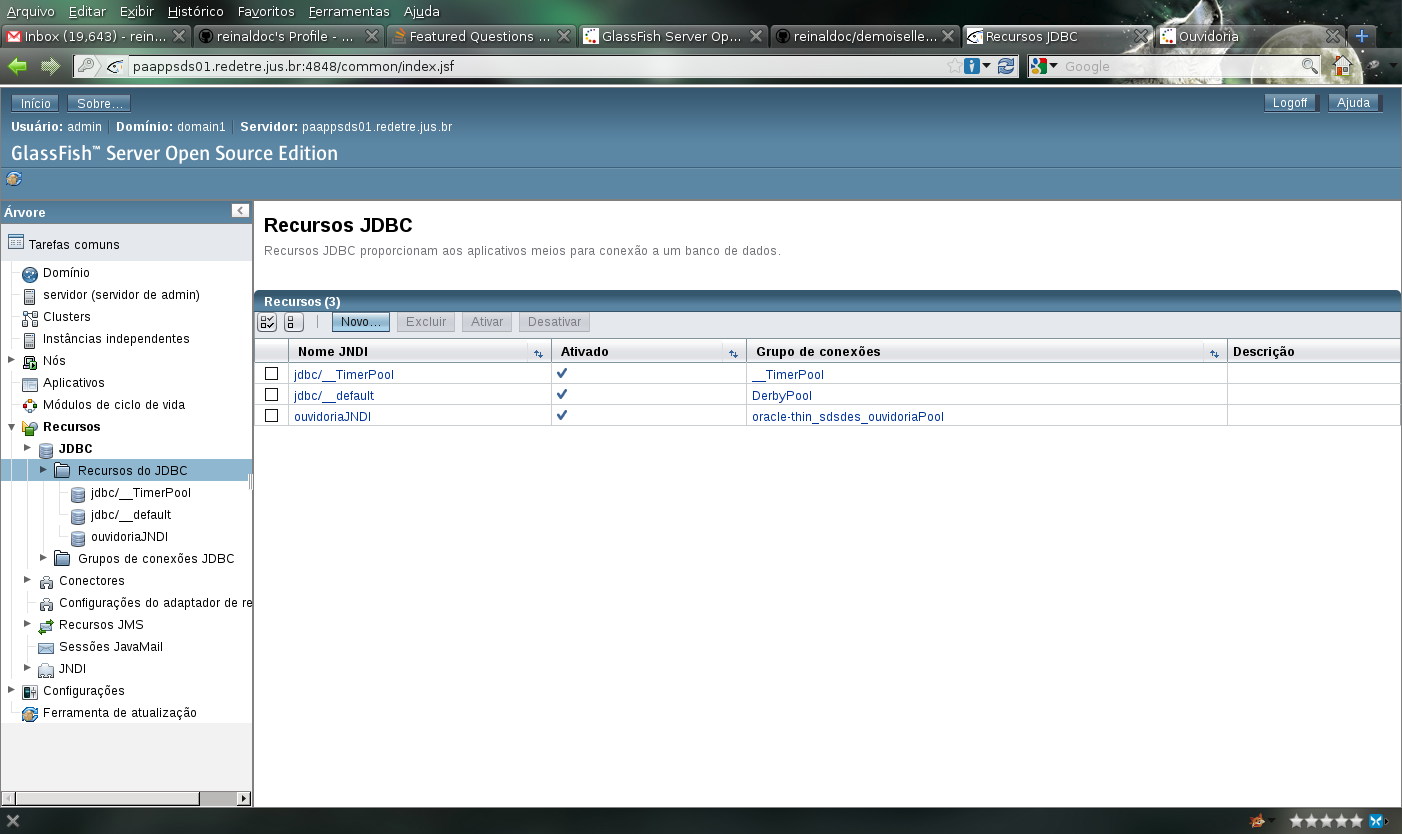 Arquivo Editar Exibir Histórico Favoritos Ferramentas Ajuda
Inbox (19,643) - rein... reinaldoc's Profile - ... Featured Questions ... GlassFish Server Op... reinaldoc/demoiselle... Recursos JDBC Ouvidoria
paappsds01.redetre.jus.br:4848/common/index.jsf Google
Início Sobre... Logoff Ajuda
Usuário: admin Domínio: domain1 Servidor: paappsds01.redetre.jus.br
GlassFish™ Server Open Source Edition
Árvore
Tarefas comuns
Domínio
servidor (servidor de admin)
Clusters
Instâncias independentes
Nós
Aplicativos
Módulos de ciclo de vida
Recursos
JDBC
Recursos do JDBC
jdbc/__TimerPool
jdbc/__default
ouvidoriaJNDI
Grupos de conexões JDBC
Conectores
Configurações do adaptador de re
Recursos JMS
Sessões JavaMail
JNDI
Configurações
Ferramenta de atualização
Recursos JDBC
Recursos JDBC proporcionam aos aplicativos meios para conexão a um banco de dados.
Recursos (3)
Novo... Excluir Ativar Desativar
Nome JNDI Ativado Grupo de conexões Descrição
jdbc/__TimerPool __TimerPool
jdbc/__default DerbyPool
ouvidoriaJNDI oracle-thin_sdsdes_ouvidoriaPool